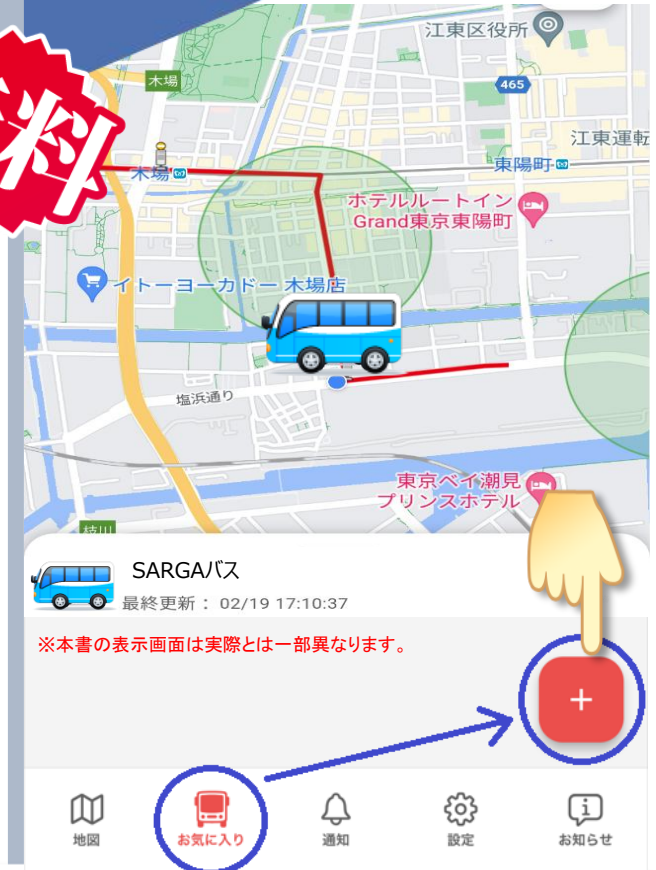 江東区役所
木場
465
料
江東運転
木場
東陽町
ホテルルートイン
Grand東京東陽町
イトーヨーカドー 木場店
塩浜通り
東京ベイ潮見
プリンスホテル
枝川
SARGAバス
最終更新： 02/19 17:10:37
※本書の表示画面は実際とは一部異なります。
+
地図
お気に入り
通知
設定
お知らせ